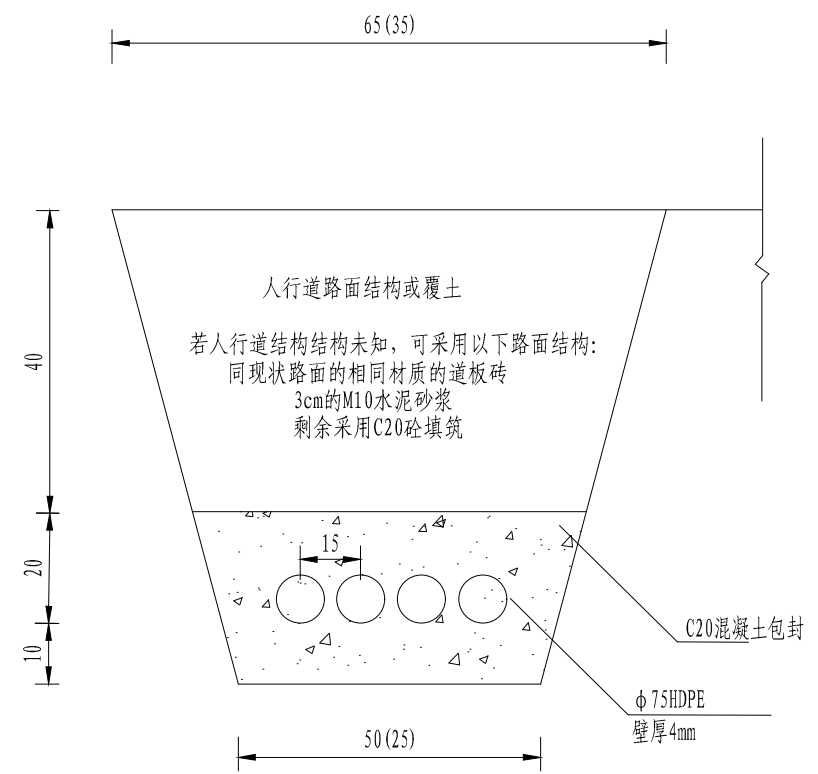 65(35)
人行道路面结构或覆土
若人行道结构结构未知，可采用以下路面结构：
同现状路面的相同材质的道板砖
3cm的M10水泥砂浆
剩余采用C20砼填筑
40
15
20
10
C20混凝土包封
φ75HDPE
壁厚4mm
50(25)